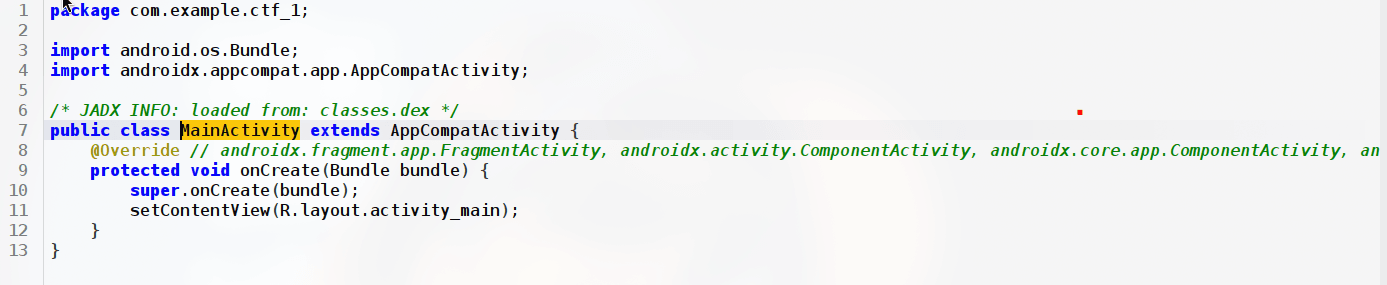 1 package com.example.ctf_1;
2
3 import android.os.Bundle;
4 import androidx.appcompat.app.AppCompatActivity;
5
6 /* JADX INFO: loaded from: classes.dex */
7 public class MainActivity extends AppCompatActivity {
8 @Override // androidx.fragment.app.FragmentActivity, androidx.activity.ComponentActivity, androidx.core.app.ComponentActivity, an
9 protected void onCreate(Bundle bundle) {
10 super.onCreate(bundle);
11 setContentView(R.layout.activity_main);
12 }
13 }